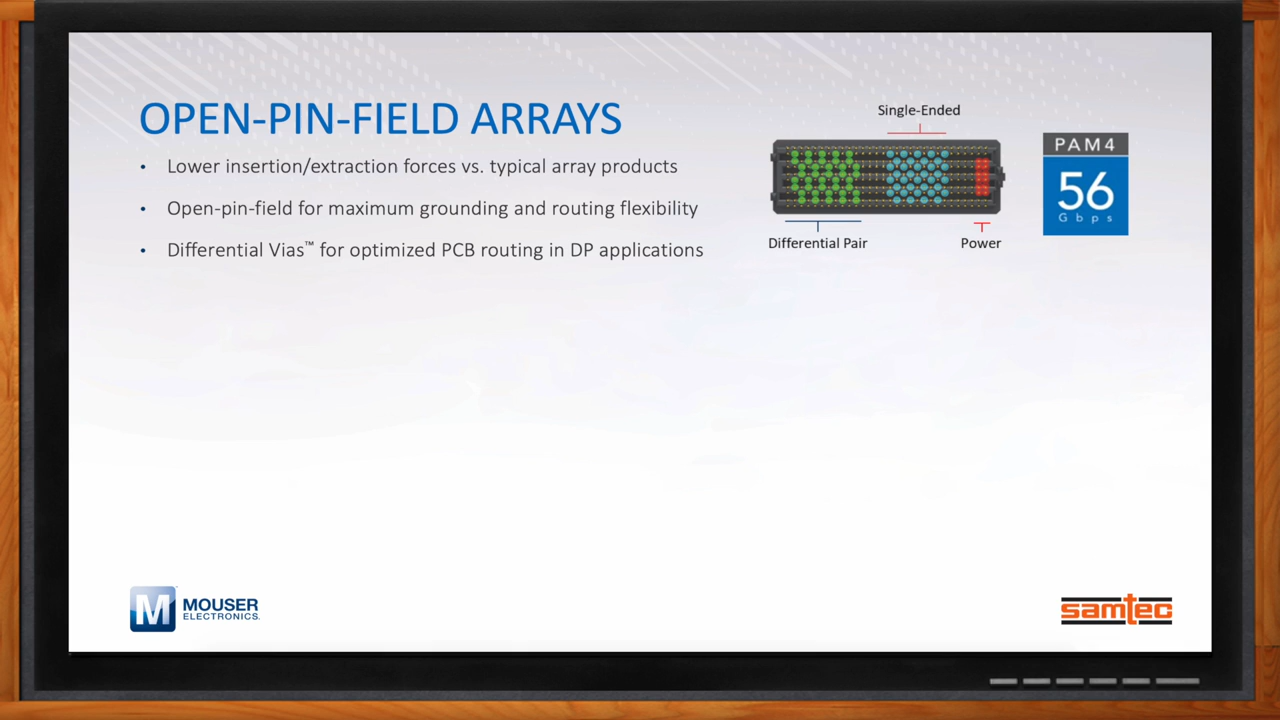 OPEN-PIN-FIELD ARRAYS
• Lower insertion/extraction forces vs. typical array products
• Open-pin-field for maximum grounding and routing flexibility
• Differential Vias™ for optimized PCB routing in DP applications
Single-Ended
Differential Pair
Power
PAM4
56
Gbps
M
MOUSER
ELECTRONICS.
samtec